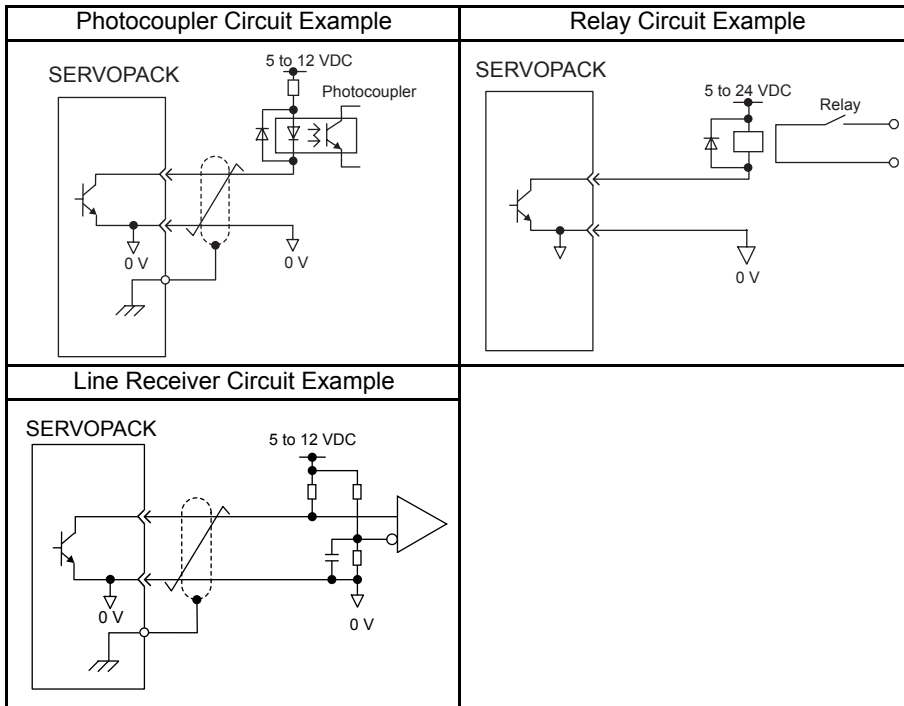 Photocoupler Circuit Example
Relay Circuit Example
5 to 12 VDC
SERVOPACK
Photocoupler
0 V
0 V
SERVOPACK
5 to 24 VDC
Relay
0 V
Line Receiver Circuit Example
SERVOPACK
5 to 12 VDC
0 V
0 V